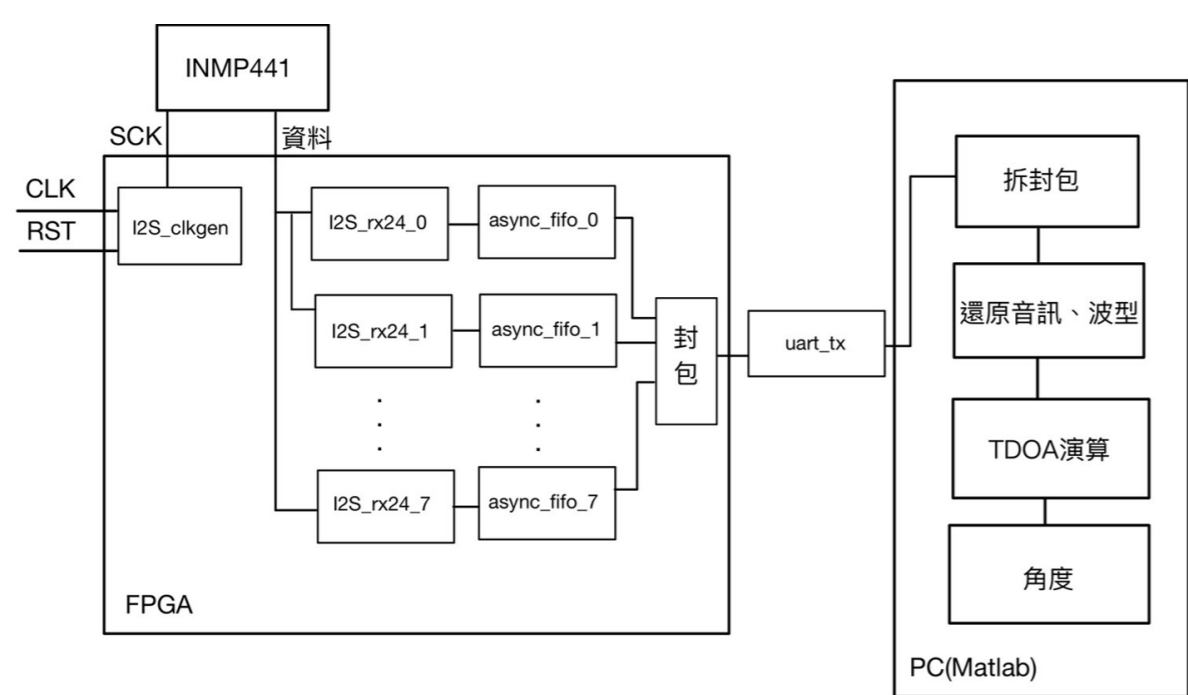 INMP441
SCK
資料
CLK
RST
I2S_clkgen
I2S_rx24_0
async_fifo_0
I2S_rx24_1
async_fifo_1
.
.
.
.
.
.
I2S_rx24_7
async_fifo_7
封
包
FPGA
uart_tx
拆封包
還原音訊、波型
TDOA演算
角度
PC(Matlab)